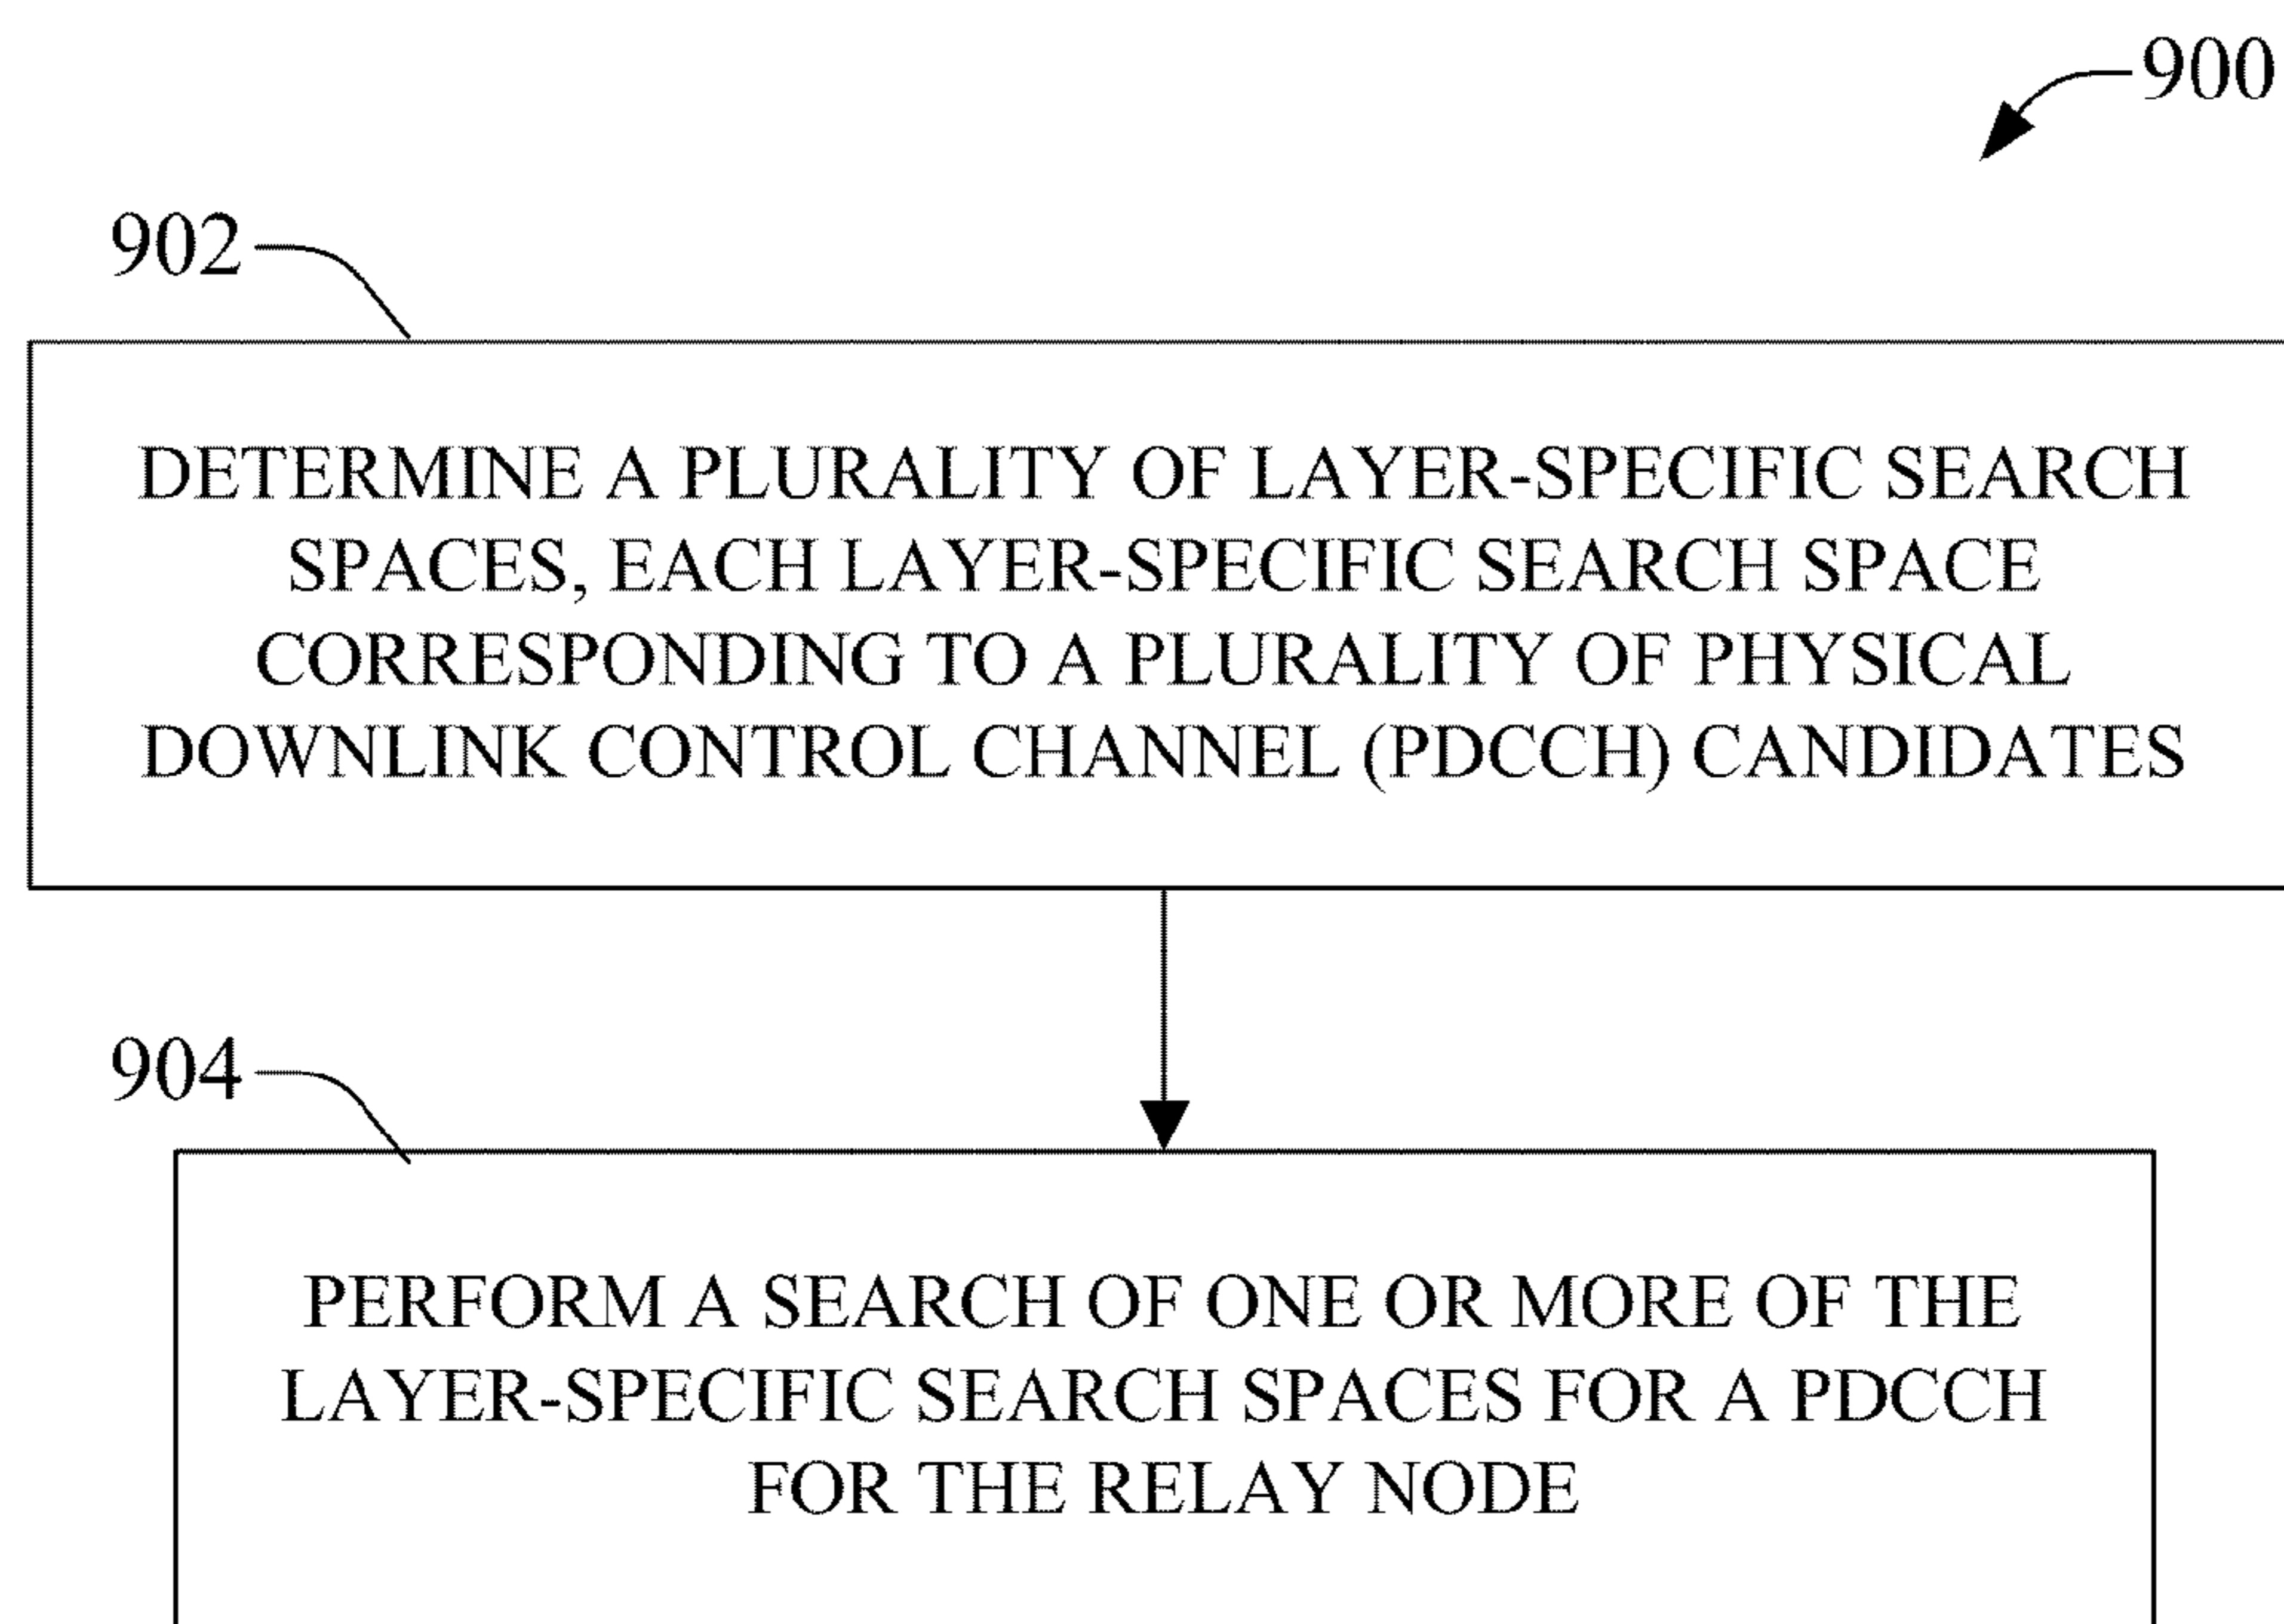 900
902
DETERMINE A PLURALITY OF LAYER-SPECIFIC SEARCH
SPACES, EACH LAYER-SPECIFIC SEARCH SPACE
CORRESPONDING TO A PLURALITY OF PHYSICAL
DOWNLINK CONTROL CHANNEL (PDCCH) CANDIDATES
904
PERFORM A SEARCH OF ONE OR MORE OF THE
LAYER-SPECIFIC SEARCH SPACES FOR A PDCCH
FOR THE RELAY NODE